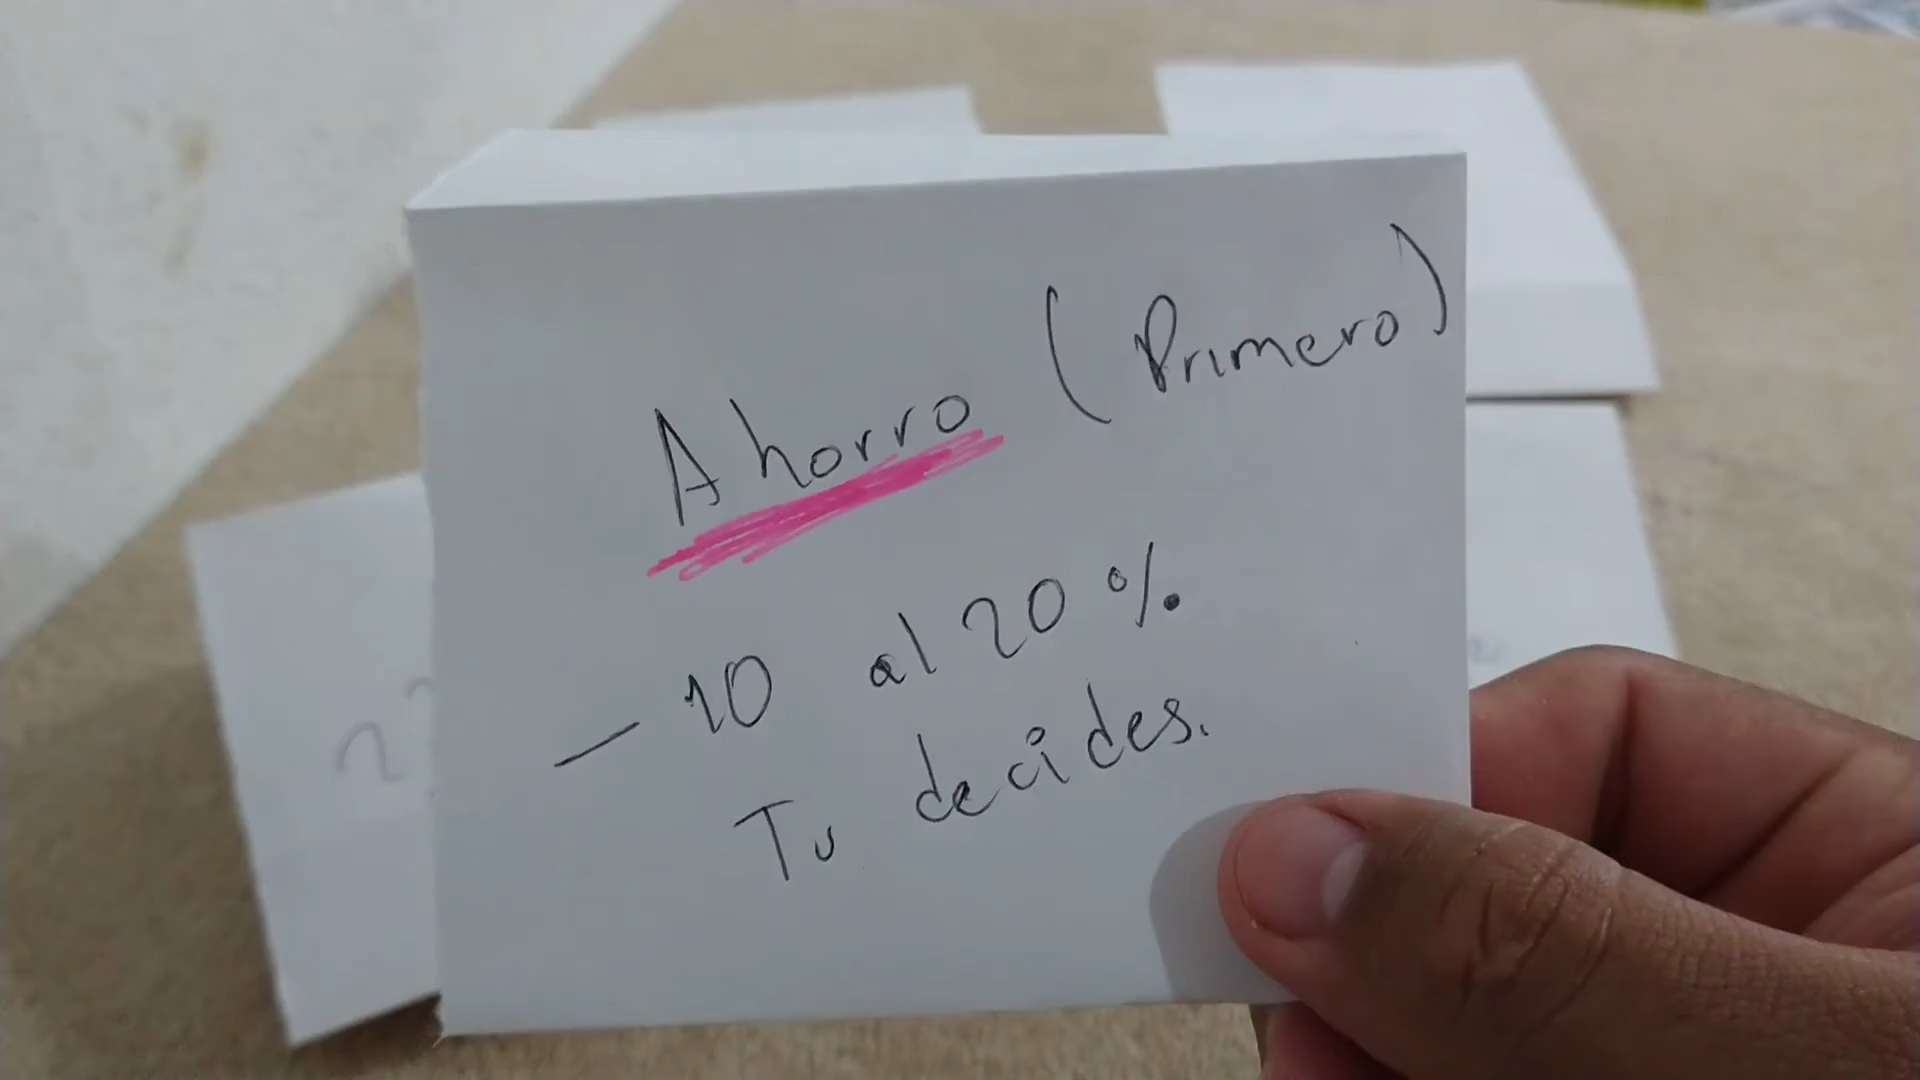 Ahorro (Primero)
- 10 al 20 %.
Tu decides.